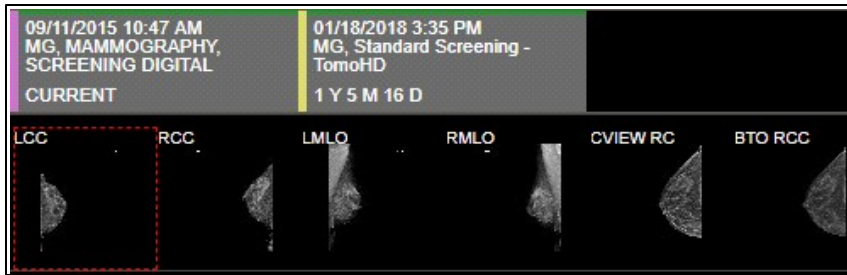 09/11/2015 10:47 AM
MG, MAMMOGRAPHY,
SCREENING DIGITAL
CURRENT
01/18/2018 3:35 PM
MG, Standard Screening -
TomoHD
1 Y 5 M 16 D
LCC RCC LMLO RMLO CVIEW RC BTO RCC